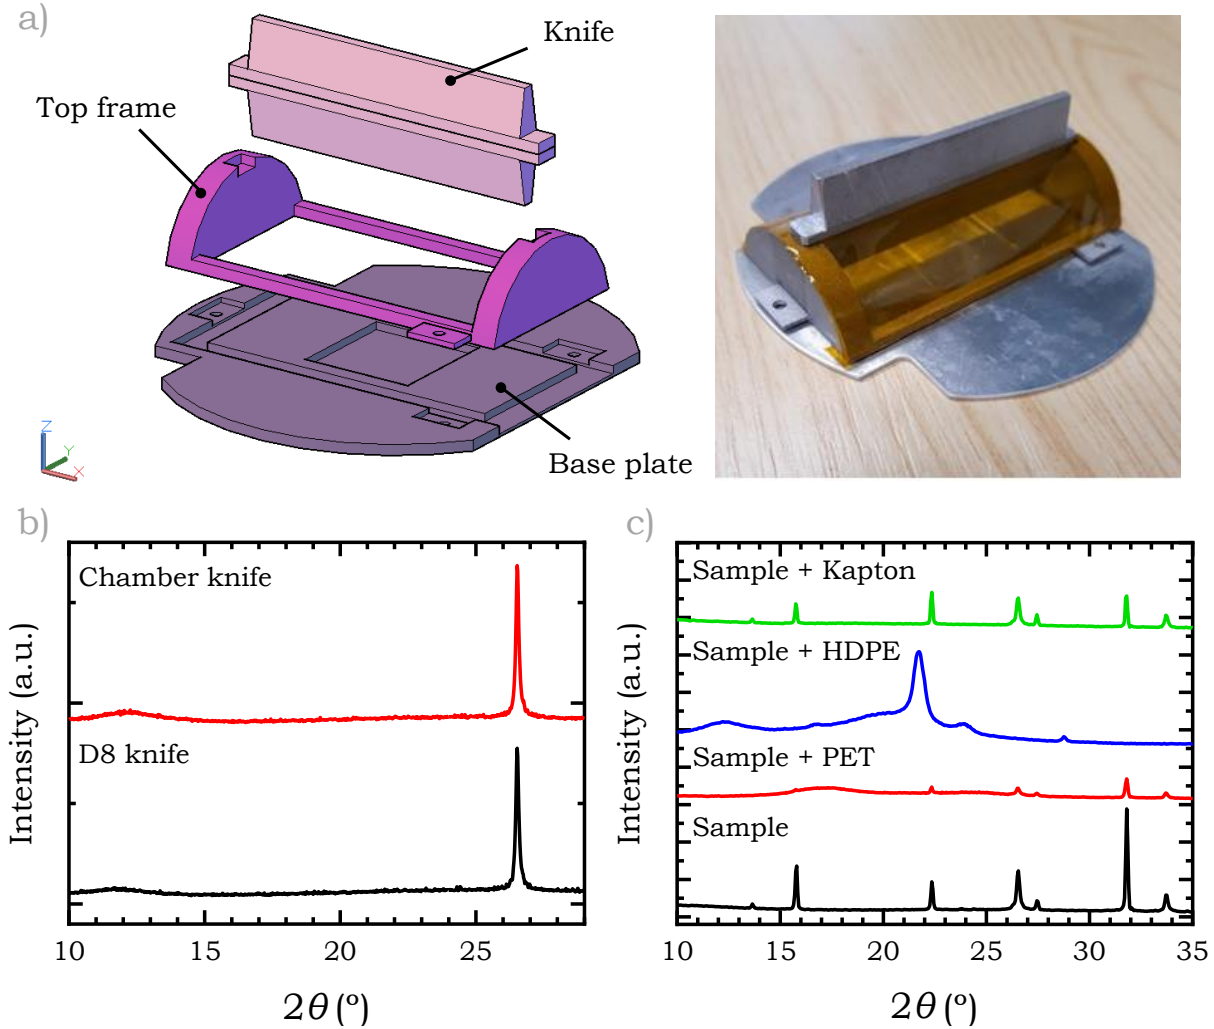 a)
Knife
Top frame
Base plate
Z
Y
X
b)
Chamber knife
D8 knife
Intensity (a.u.)
10 15 20 25
2θ (°)
c)
Sample + Kapton
Sample + HDPE
Sample + PET
Sample
Intensity (a.u.)
10 15 20 25 30 35
2θ (°)